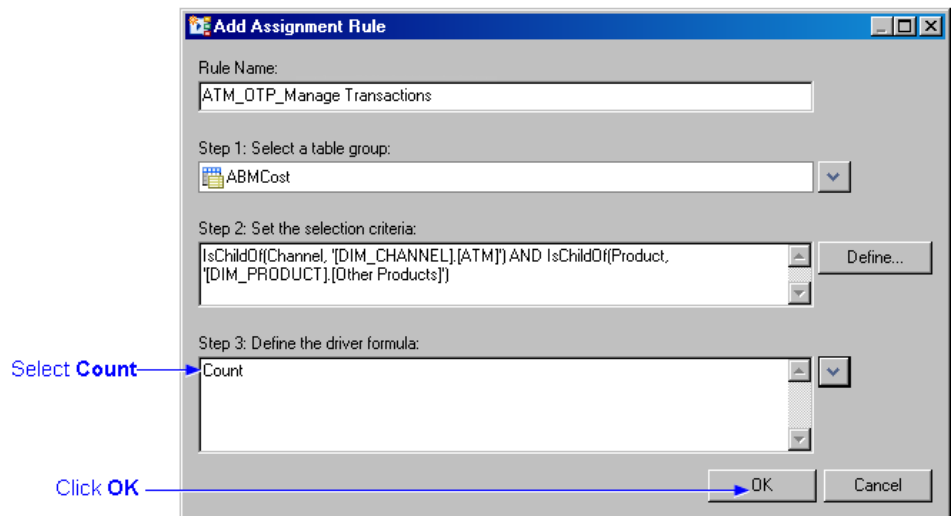 Add Assignment Rule
Rule Name:
ATM_OTP_Manage Transactions
Step 1: Select a table group:
ABMCost
Step 2: Set the selection criteria:
IsChildOf(Channel, '[DIM_CHANNEL].[ATM]') AND IsChildOf(Product,
'[DIM_PRODUCT].[Other Products]')
Define...
Step 3: Define the driver formula:
Select Count
Count
Click OK
OK
Cancel